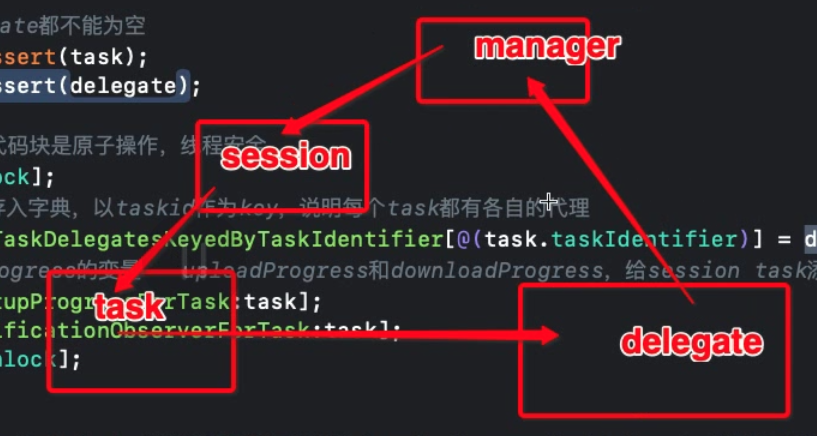 ate都不能为空
manager
ssert(task);
ssert(delegate);
代码块是原子操作，线程安全
session
ock];
存入字典，以taskid作为key，说明每个task都有各自的代理
TaskDelegatesKeyedByTaskIdentifier[@(task.taskIdentifier)] = d
ogress的变量 uploadProgress和downloadProgress，给session task
task
tupProgr rTask:task];
ificationObserverForTask:task];
delegate
nlock];